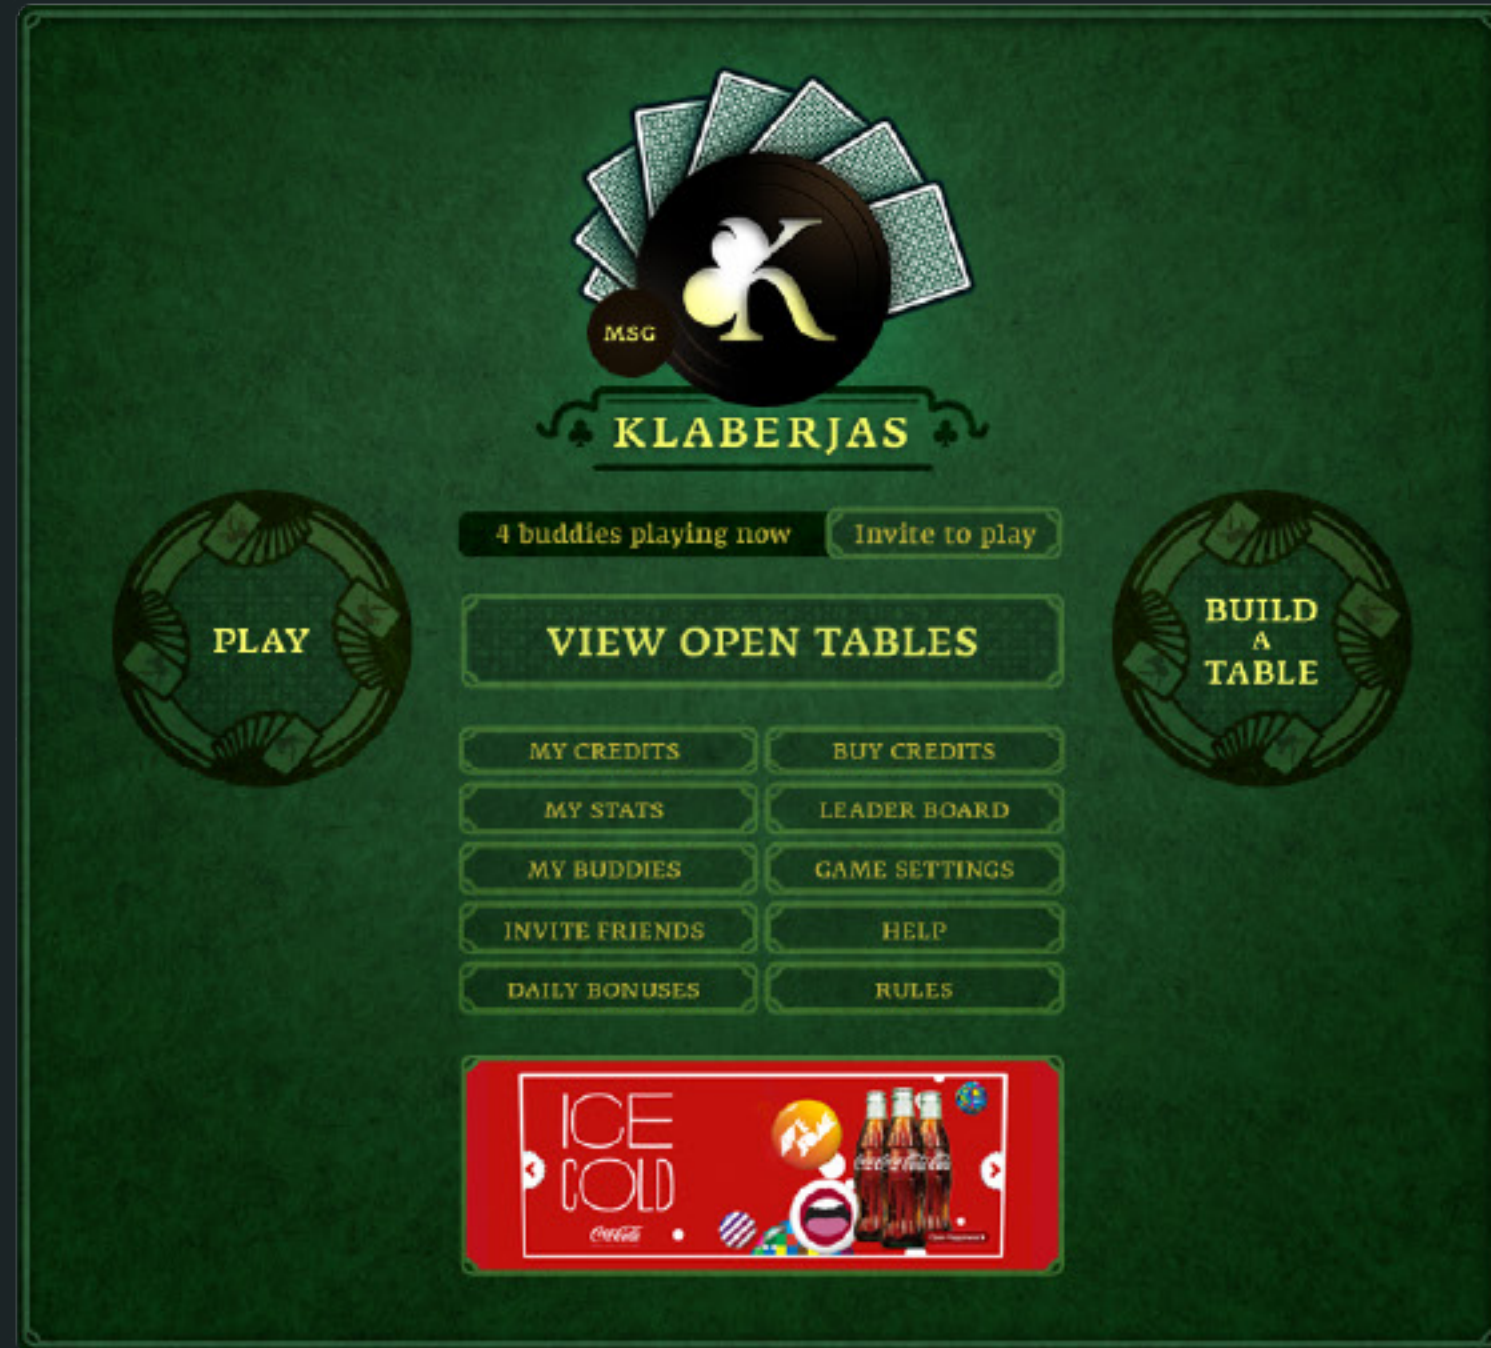 K
MSG
KLABERJAS
4 buddies playing now
Invite to play
PLAY
VIEW OPEN TABLES
BUILD
A
TABLE
MY CREDITS
BUY CREDITS
MY STATS
LEADER BOARD
MY BUDDIES
GAME SETTINGS
INVITE FRIENDS
HELP
DAILY BONUSES
RULES
ICE
COLD
Coca-Cola